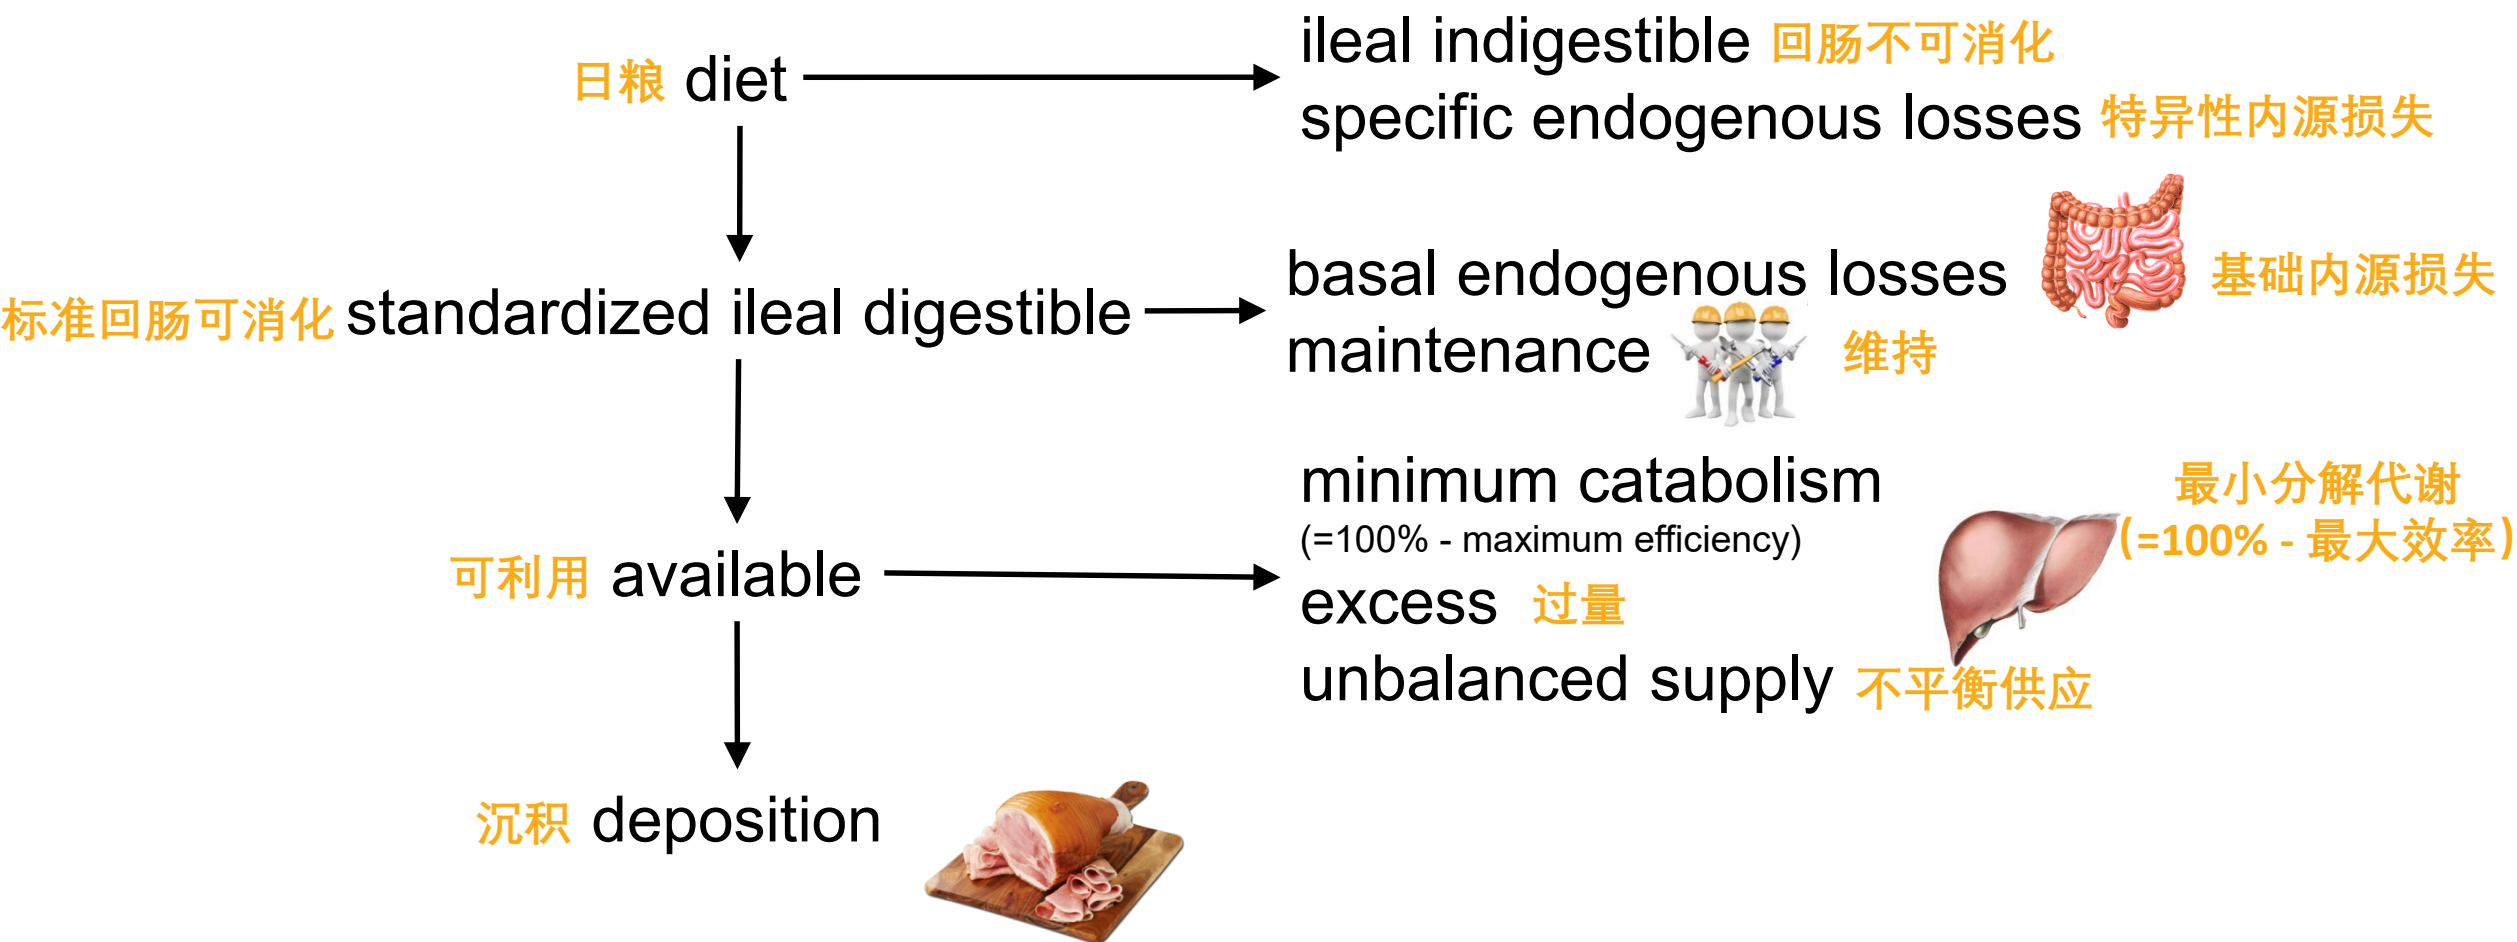 日粮 diet
ileal indigestible 回肠不可消化
specific endogenous losses 特异性内源损失
标准回肠可消化 standardized ileal digestible
basal endogenous losses 基础内源损失
maintenance 维持
可利用 available
minimum catabolism 最小分解代谢
(=100% - maximum efficiency) (=100% - 最大效率)
excess 过量
unbalanced supply 不平衡供应
沉积 deposition